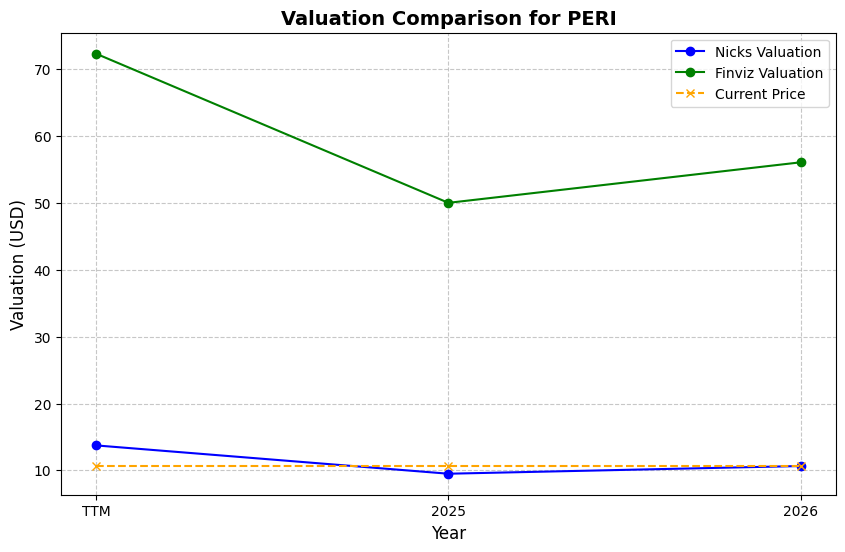 Valuation Comparison for PERI
Nicks Valuation
Finviz Valuation
Current Price
Valuation (USD)
70
60
50
40
30
20
10
TTM
2025
2026
Year